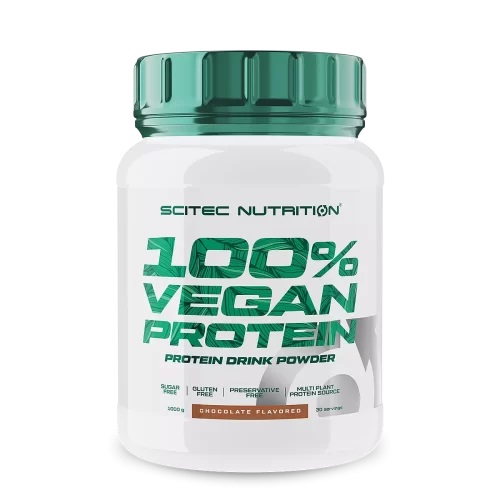 SCITEC NUTRITION®
100%
VEGAN
PROTEIN
PROTEIN DRINK POWDER
SUGAR FREE
GLUTEN FREE
PRESERVATIVE FREE
MULTI PLANT PROTEIN SOURCE
1000 g
CHOCOLATE FLAVORED
30 servings